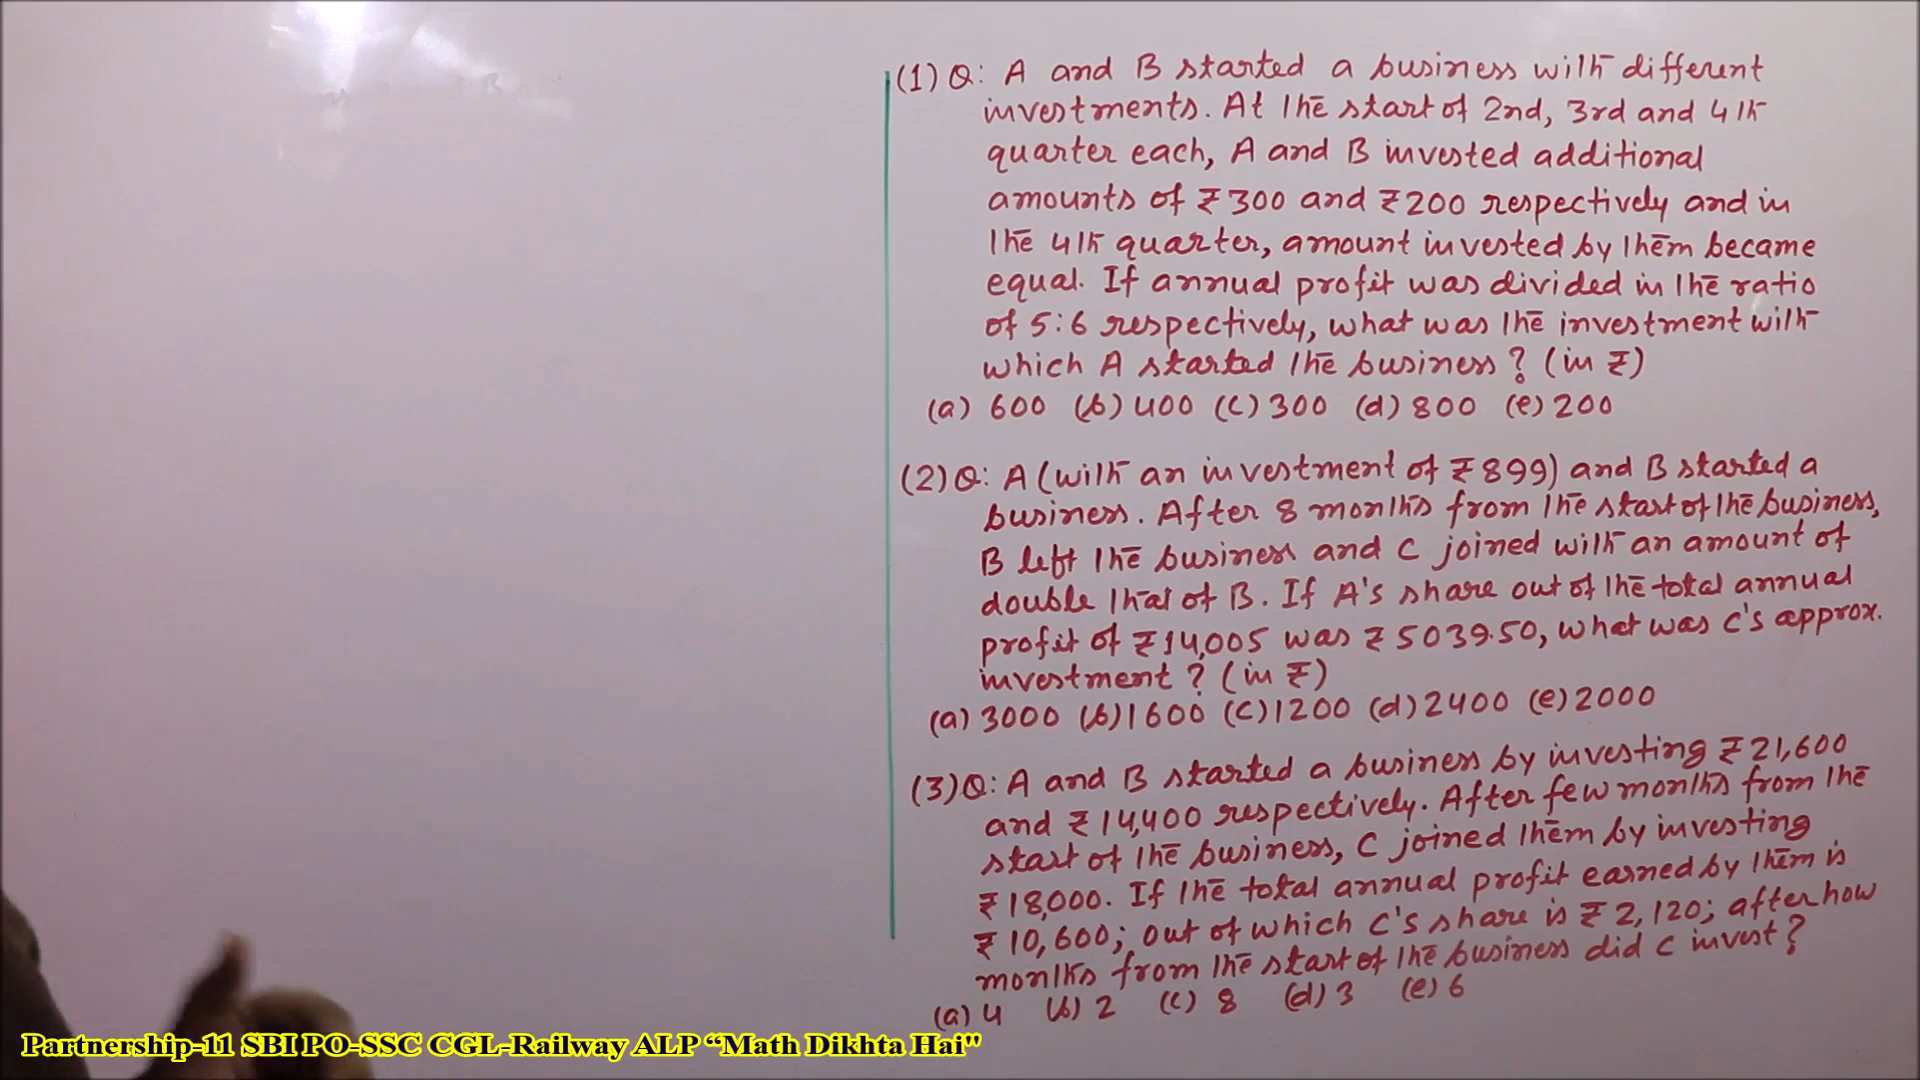 (1) Q: A and B started a business with different
investments. At the start of 2nd, 3rd and 4th
quarter each, A and B invested additional
amounts of ₹300 and ₹200 respectively and in
the 4th quarter, amount invested by them became
equal. If annual profit was divided in the ratio
of 5:6 respectively, what was the investment with
which A started the business? (in ₹)
(a) 600 (b) 400 (c) 300 (d) 800 (e) 200
(2) Q: A (with an investment of ₹899) and B started a
business. After 8 months from the start of the business,
B left the business and C joined with an amount of
double that of B. If A's share out of the total annual
profit of ₹14,005 was ₹5039.50, what was C's approx.
investment? (in ₹)
(a) 3000 (b) 1600 (c) 1200 (d) 2400 (e) 2000
(3) Q: A and B started a business by investing ₹21,600
and ₹14,400 respectively. After few months from the
start of the business, C joined them by investing
₹18,000. If the total annual profit earned by them is
₹10,600; out of which C's share is ₹2,120; after how
months from the start of the business did C invest?
(a) 4 (b) 2 (c) 8 (d) 3 (e) 6
Partnership-11 SBI PO-SSC CGL-Railway ALP “Math Dikhta Hai"